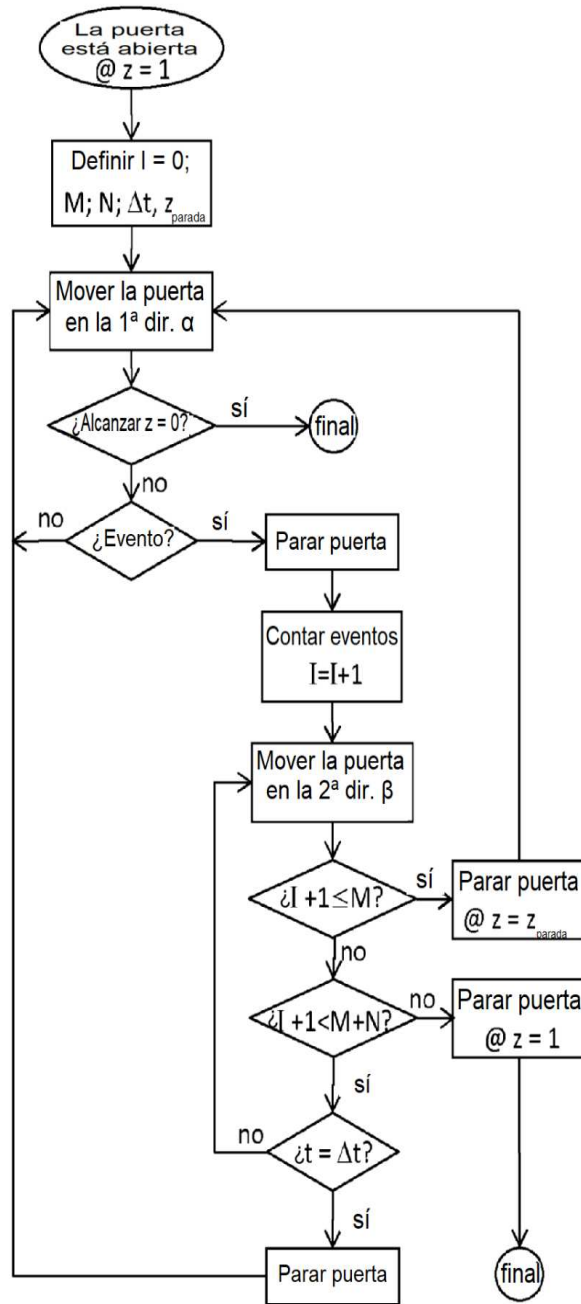 La puerta
está abierta
@ z = 1
Definir I = 0;
M; N; Δt, z parada
Mover la puerta
en la 1ª dir. α
¿Alcanzar z = 0?
sí
final
no
no
¿Evento?
sí
Parar puerta
Contar eventos
I=I+1
Mover la puerta
en la 2ª dir. β
¿I +1≤M?
sí
Parar puerta
@ z = z parada
no
¿I +1<M+N?
no
Parar puerta
@ z = 1
sí
no
¿t = Δt?
sí
Parar puerta
final